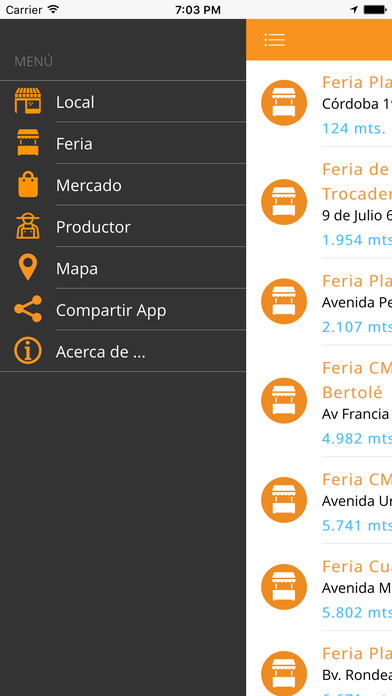 Carrier 7:03 PM
MENÚ
Local
Feria
Mercado
Productor
Mapa
Compartir App
Acerca de ...
Feria Pla
Córdoba 1
124 mts.
Feria de
Trocader
9 de Julio 6
1.954 mts
Feria Pla
Avenida Pe
2.107 mts
Feria CM
Bertolé
Av Francia
4.982 mts
Feria CM
Avenida Un
5.741 mts
Feria Cu
Avenida M
5.802 mts
Feria Pla
Bv. Rondea